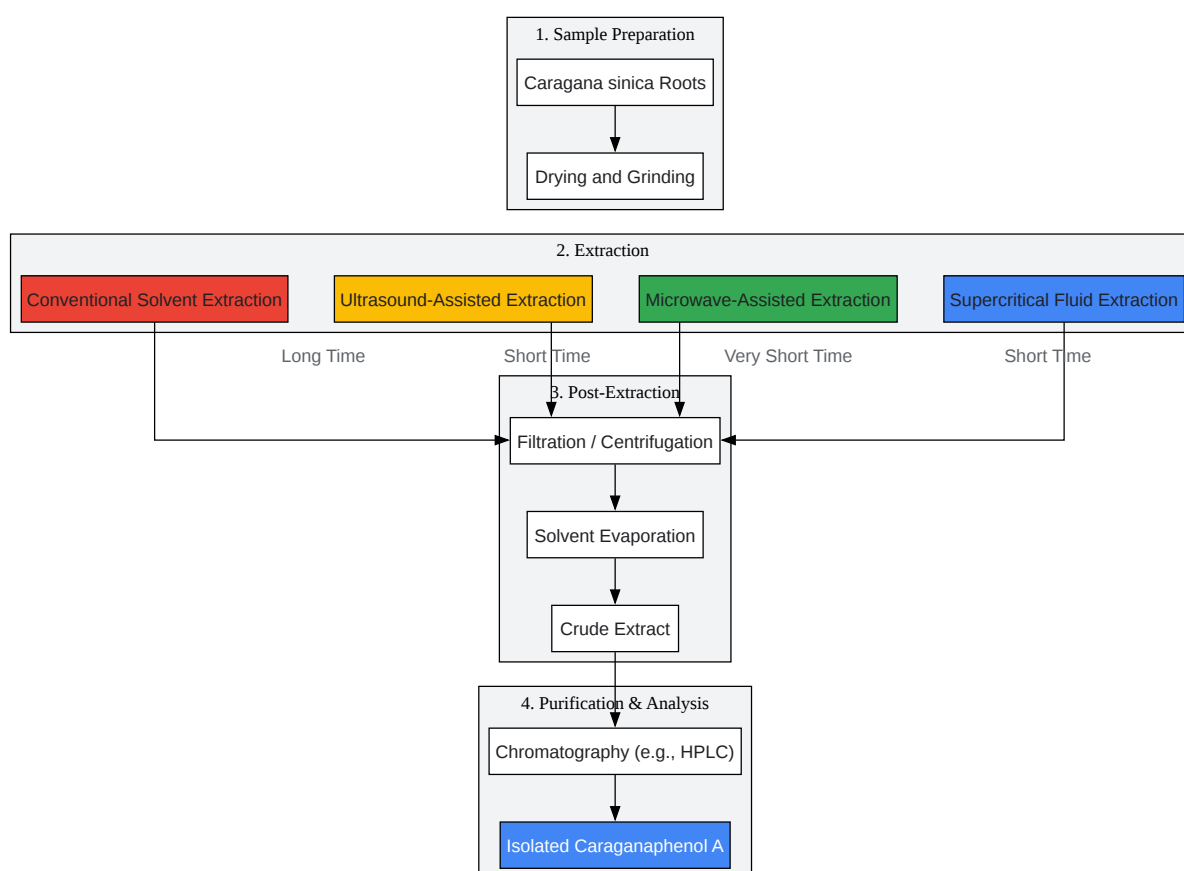 1. Sample Preparation
Caragana sinica Roots
Drying and Grinding
2. Extraction
Conventional Solvent Extraction
Ultrasound-Assisted Extraction
Microwave-Assisted Extraction
Supercritical Fluid Extraction
Long Time
Short Time
Very Short Time
Short Time
3. Post-Extraction
Filtration / Centrifugation
Solvent Evaporation
Crude Extract
4. Purification & Analysis
Chromatography (e.g., HPLC)
Isolated Caraganaphenol A